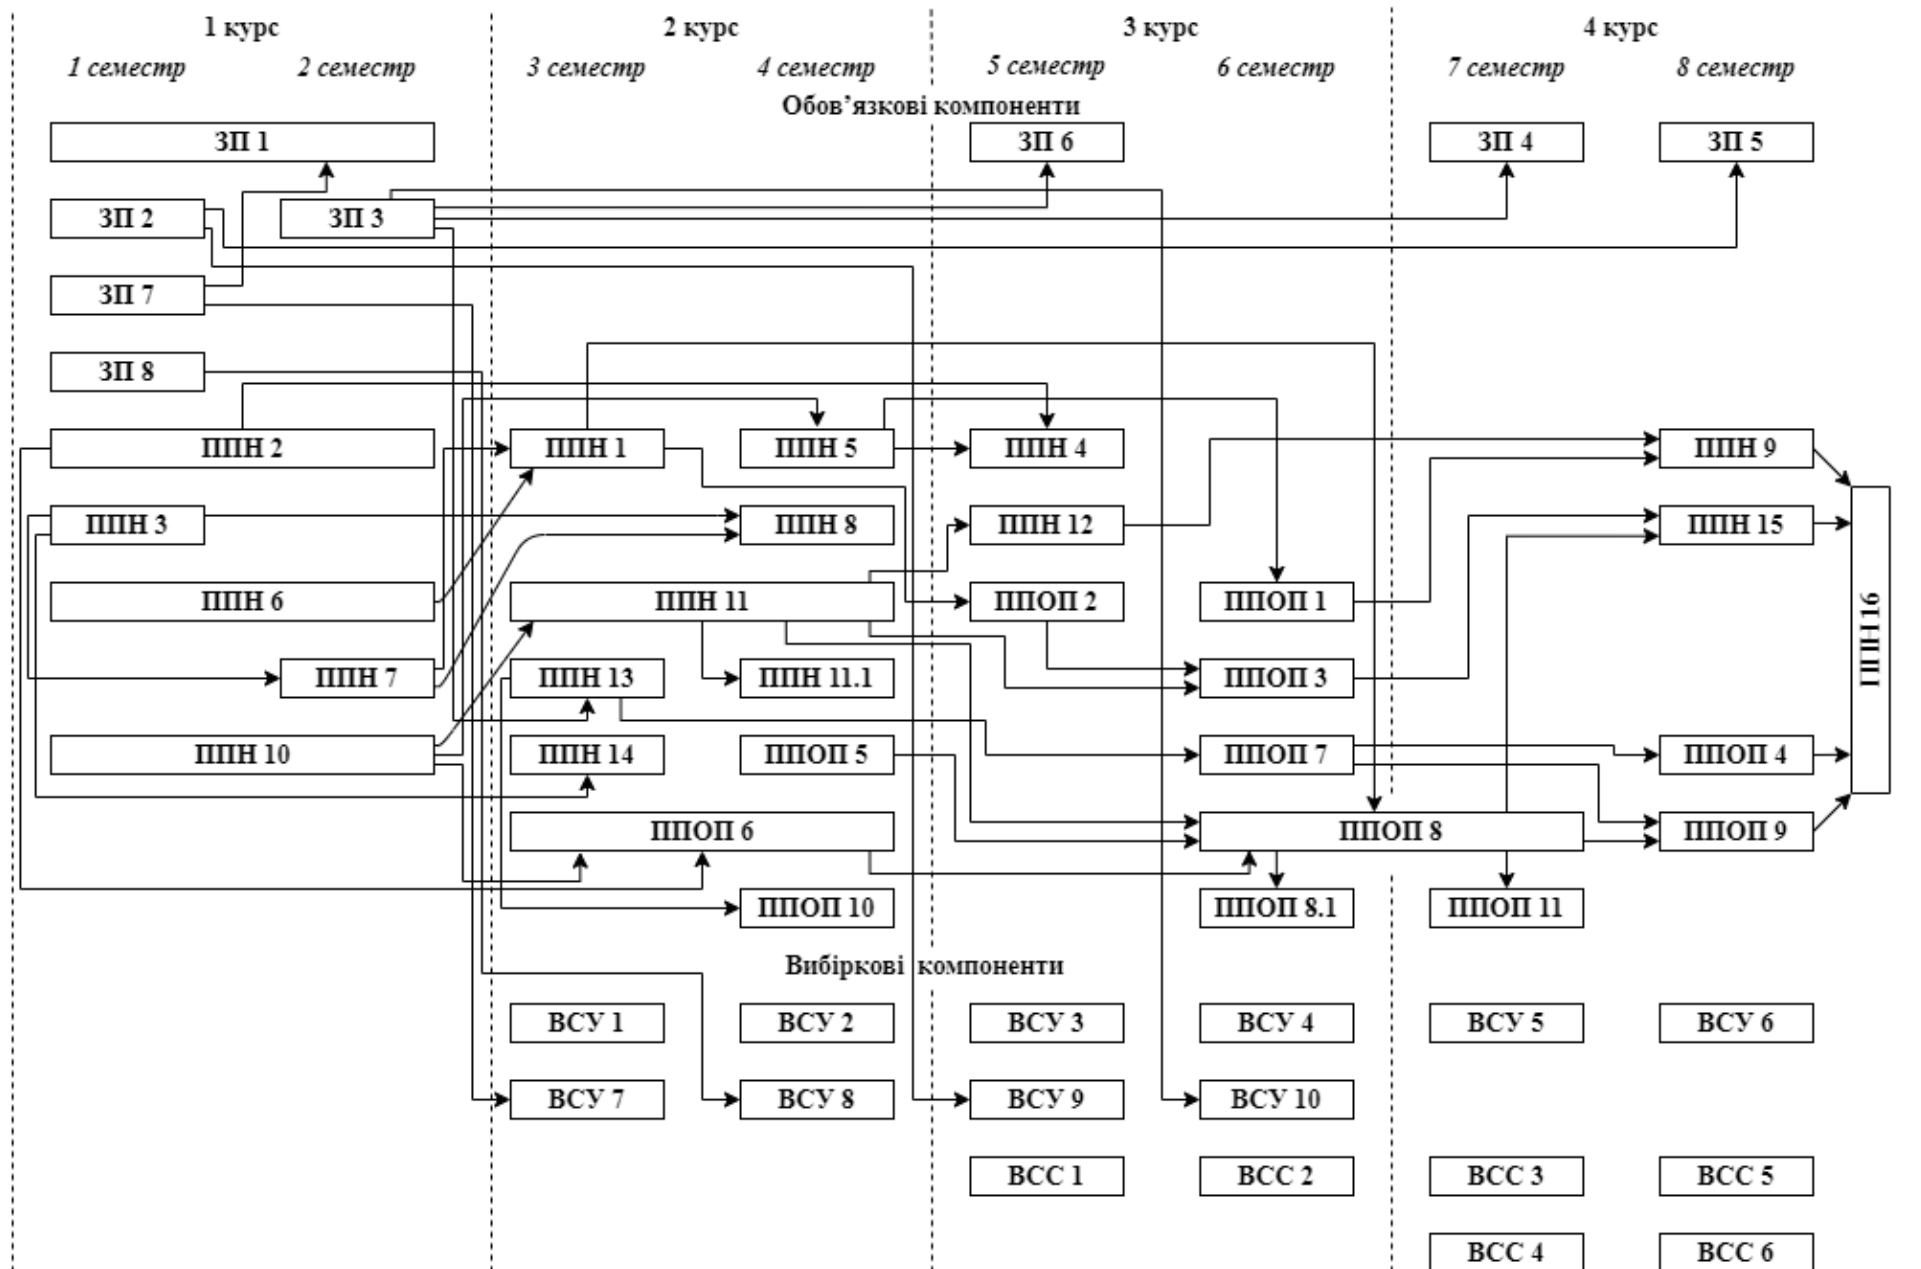 1 курс 2 курс 3 курс 4 курс
1 семестр 2 семестр 3 семестр 4 семестр 5 семестр 6 семестр 7 семестр 8 семестр
Обов’язкові компоненти
ЗП 1 ЗП 6 ЗП 4 ЗП 5
ЗП 2 ЗП 3
ЗП 7
ЗП 8
ППН 2 ППН 1 ППН 5 ППН 4 ППН 9
ППН 3 ППН 8 ППН 12 ППН 15
ППН 6 ППН 11 ППОП 2 ППОП 1
ППН 16
ППН 7 ППН 13 ППН 11.1 ППОП 3
ППН 10 ППН 14 ППОП 5 ППОП 7 ППОП 4
ППОП 6 ППОП 8 ППОП 9
ППОП 10 ППОП 8.1 ППОП 11
Вибіркові компоненти
ВСУ 1 ВСУ 2 ВСУ 3 ВСУ 4 ВСУ 5 ВСУ 6
ВСУ 7 ВСУ 8 ВСУ 9 ВСУ 10
ВСС 1 ВСС 2 ВСС 3 ВСС 5
ВСС 4 ВСС 6